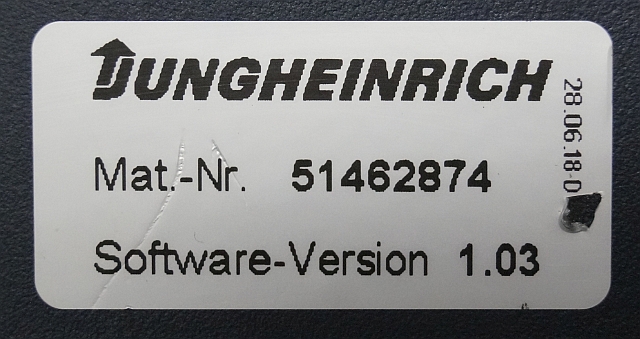 JUNGHEINRICH
Mat.-Nr. 51462874
Software-Version 1.03
28.06.18